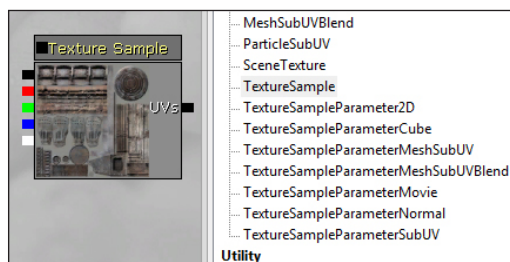 Texture Sample
UVs
MeshSubUVBlend
ParticleSubUV
SceneTexture
TextureSample
TextureSampleParameter2D
TextureSampleParameterCube
TextureSampleParameterMeshSubUV
TextureSampleParameterMeshSubUVBlend
TextureSampleParameterMovie
TextureSampleParameterNormal
TextureSampleParameterSubUV
Utility